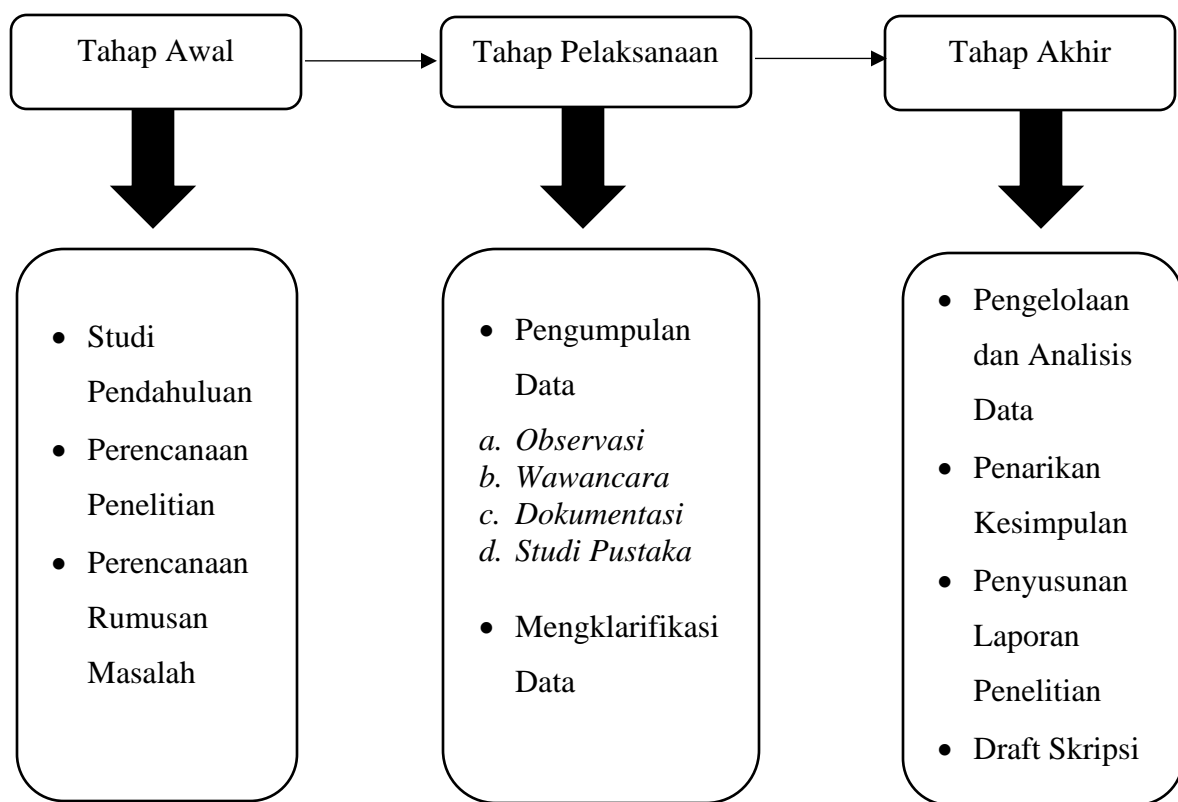 Tahap Awal
Tahap Pelaksanaan
Tahap Akhir
• Studi
Pendahuluan
• Perencanaan
Penelitian
• Perencanaan
Rumusan
Masalah
• Pengumpulan
Data
a. Observasi
b. Wawancara
c. Dokumentasi
d. Studi Pustaka
• Mengklarifikasi
Data
• Pengelolaan
dan Analisis
Data
• Penarikan
Kesimpulan
• Penyusunan
Laporan
Penelitian
• Draft Skripsi